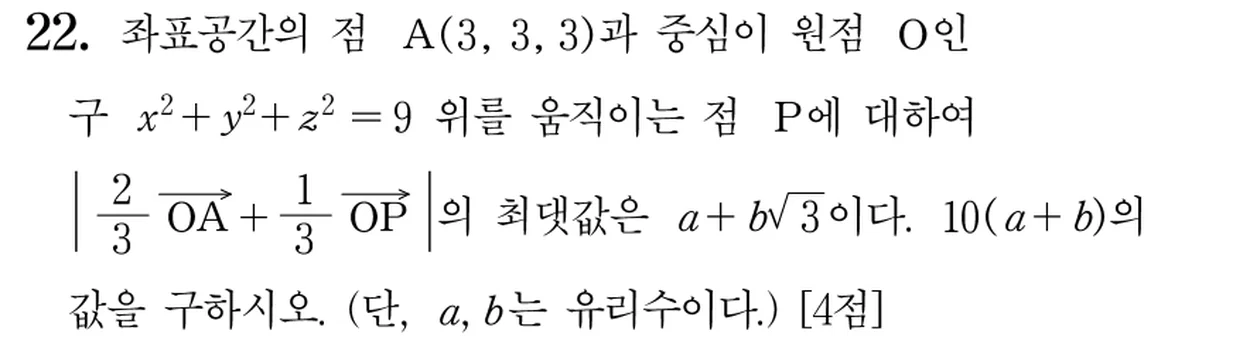 22. 좌표공간의 점 A(3, 3, 3)과 중심이 원점 O인
구 x²+y²+z²=9 위를 움직이는 점 P에 대하여
| 2/3 OA⃗ + 1/3 OP⃗ |의 최댓값은 a+b√3이다. 10(a+b)의
값을 구하시오. (단, a, b는 유리수이다.) [4점]